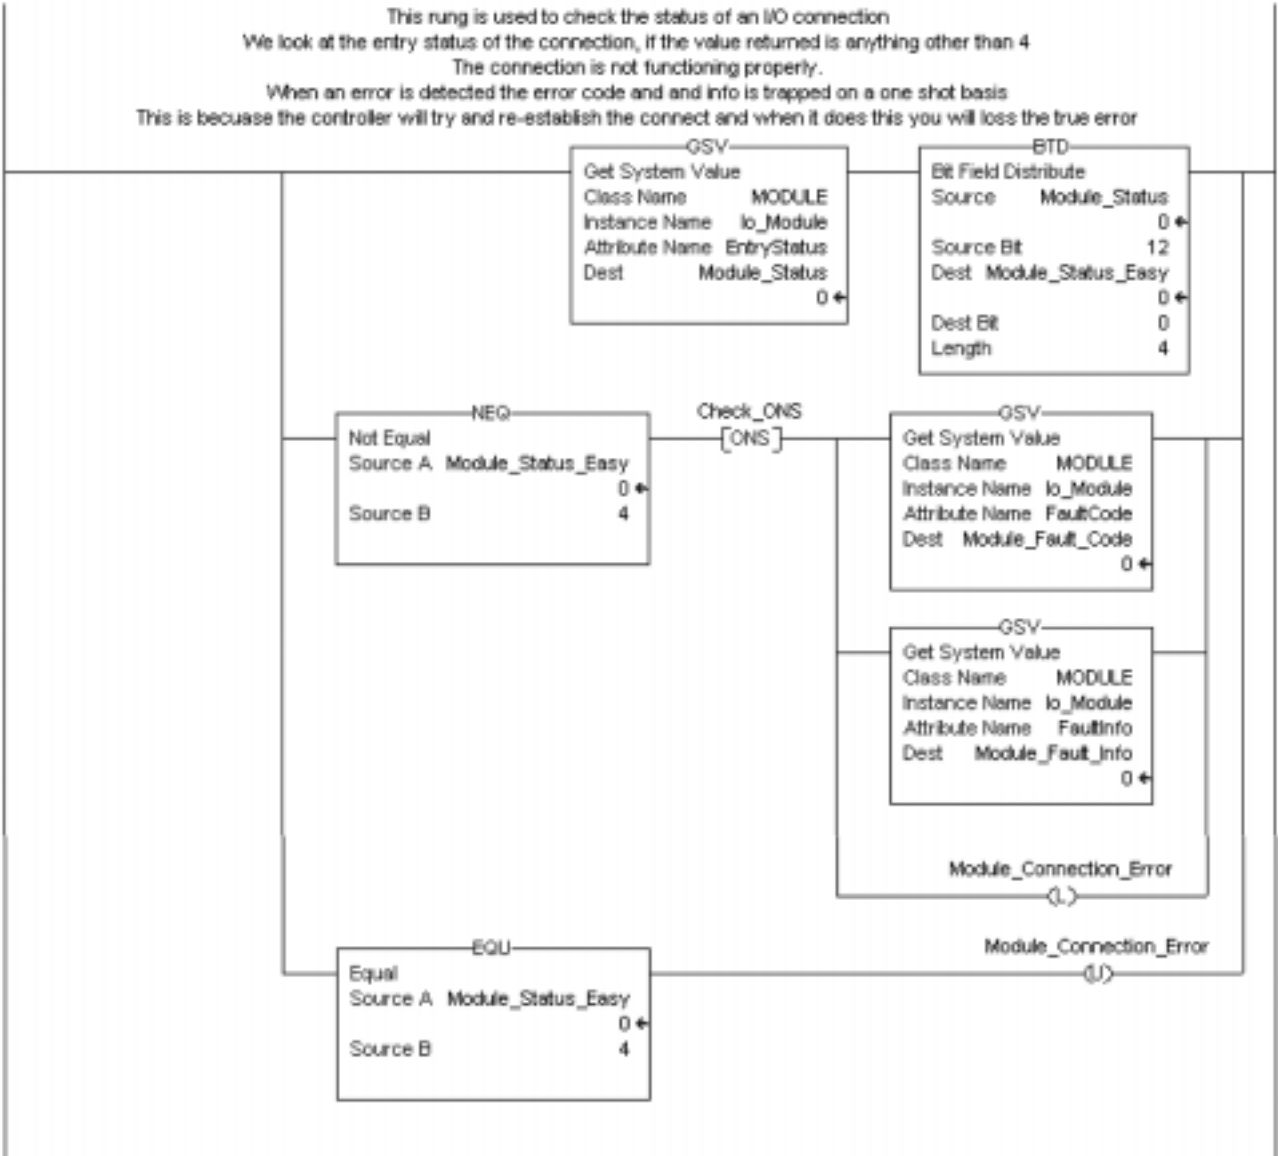 This rung is used to check the status of an I/O connection
We look at the entry status of the connection, if the value returned is anything other than 4
The connection is not functioning properly.
When an error is detected the error code and and info is trapped on a one shot basis
This is becuase the controller will try and re-establish the connect and when it does this you will loss the true error
GSV
Get System Value
Class Name MODULE
Instance Name Io_Module
Attribute Name EntryStatus
Dest Module_Status
0
BTD
Bit Field Distribute
Source Module_Status
0
Source Bit 12
Dest Module_Status_Easy
0
Dest Bit 0
Length 4
NEQ
Not Equal
Source A Module_Status_Easy
0
Source B 4
Check_ONS
ONS
GSV
Get System Value
Class Name MODULE
Instance Name Io_Module
Attribute Name FaultCode
Dest Module_Fault_Code
0
GSV
Get System Value
Class Name MODULE
Instance Name Io_Module
Attribute Name FaultInfo
Dest Module_Fault_Info
0
Module_Connection_Error
L
EQU
Equal
Source A Module_Status_Easy
0
Source B 4
Module_Connection_Error
U